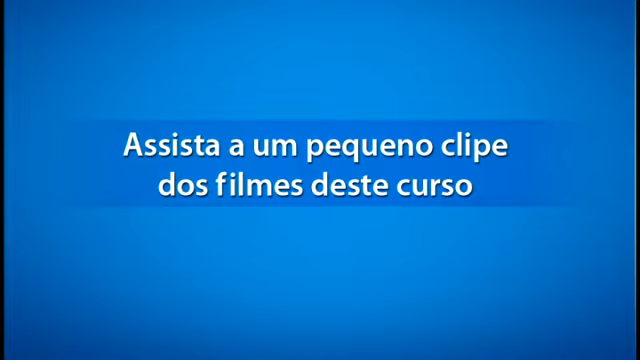 Assista a um pequeno clipe
dos filmes deste curso